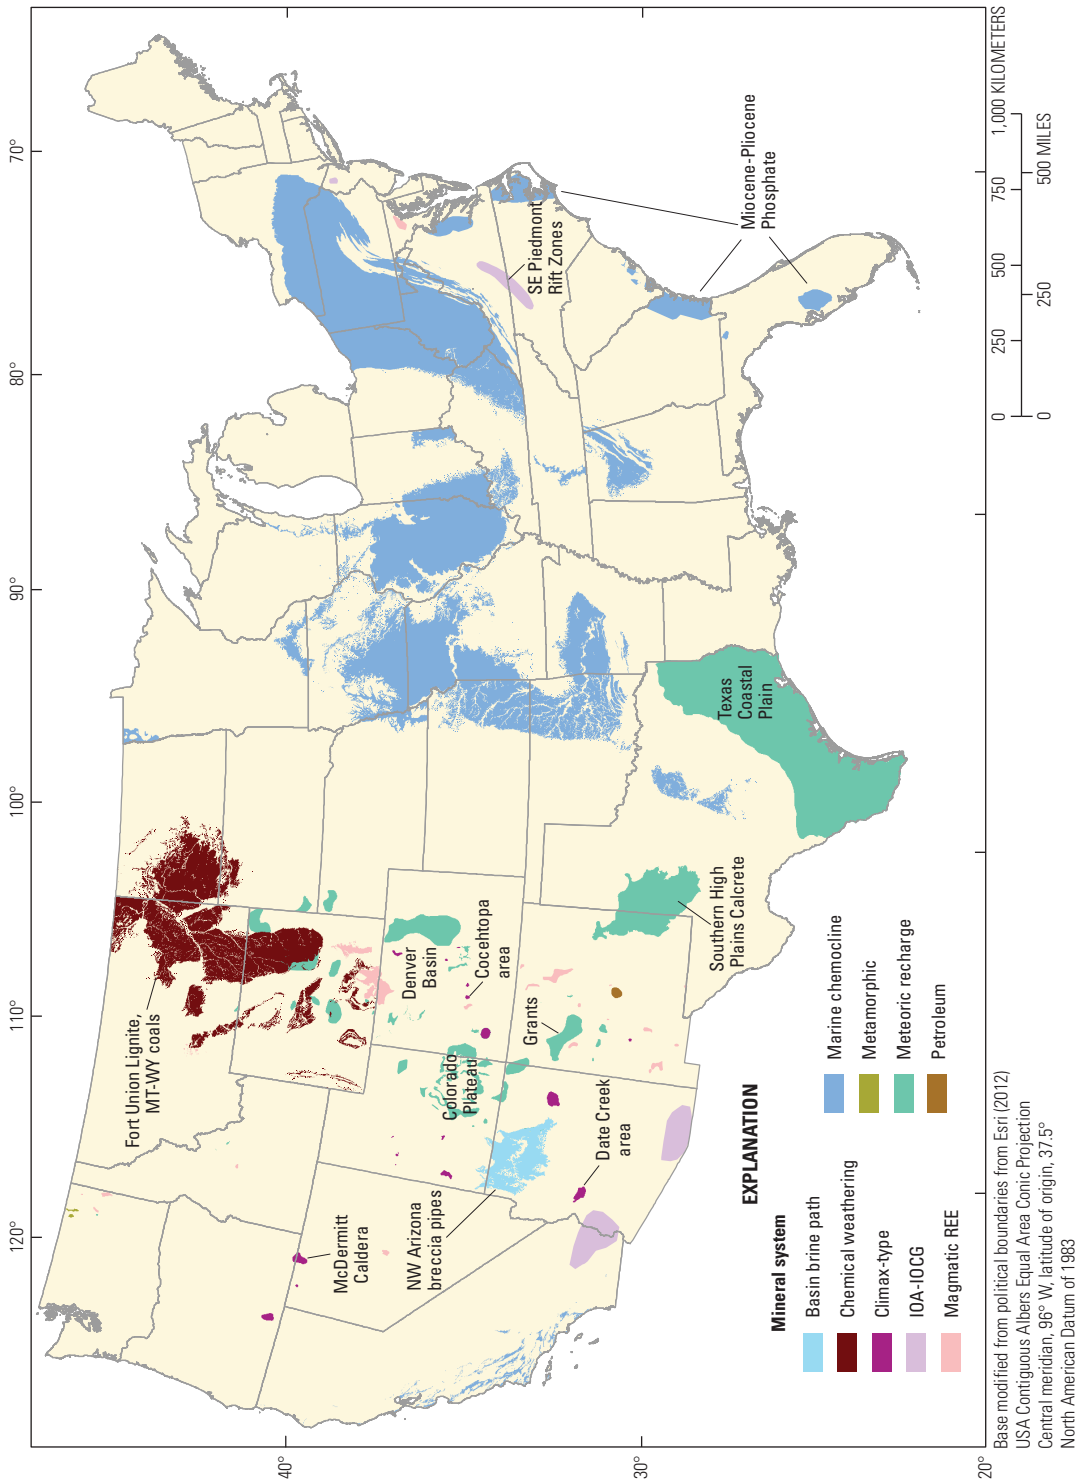 120°
110°
100°
90°
80°
70°
40°
30°
20°
Fort Union Lignite,
MT-WY coals
McDermitt
Caldera
NW Arizona
breccia pipes
Colorado
Plateau
Denver
Basin
Cocehtopa
area
Grants
Date Creek
area
Southern High
Plains Calcrete
Texas
Coastal
Plain
SE Piedmont
Rift Zones
Miocene-Pliocene
Phosphate
EXPLANATION
Mineral system
Basin brine path
Chemical weathering
Climax-type
IOA-IOCG
Magmatic REE
Marine chemocline
Metamorphic
Meteoric recharge
Petroleum
Base modified from political boundaries from Esri (2012)
USA Contiguous Albers Equal Area Conic Projection
Central meridian, 96° W, latitude of origin, 37.5°
North American Datum of 1983
0 250 500 750 1,000 KILOMETERS
0 250 500 MILES